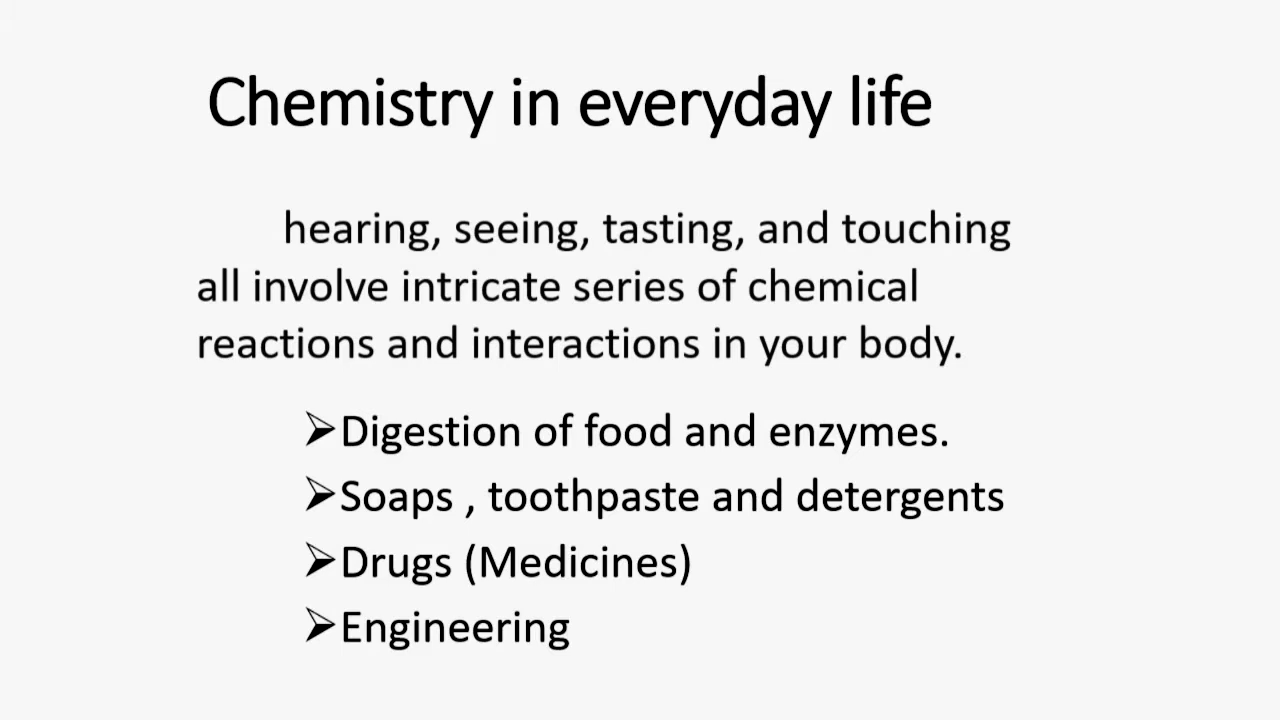 Chemistry in everyday life
hearing, seeing, tasting, and touching
all involve intricate series of chemical
reactions and interactions in your body.
➢Digestion of food and enzymes.
➢Soaps , toothpaste and detergents
➢Drugs (Medicines)
➢Engineering